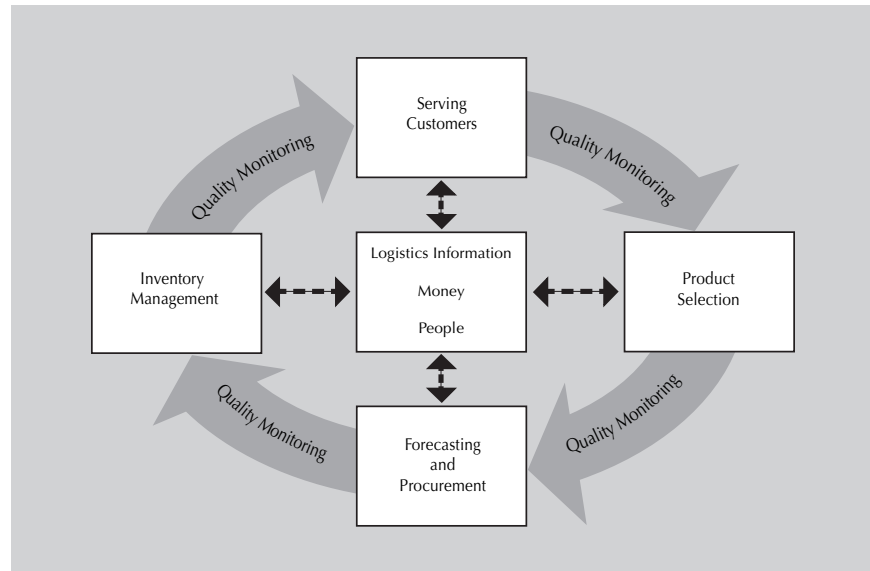 Serving
Customers
Quality Monitoring
Quality Monitoring
Inventory
Management
Logistics Information
Money
People
Product
Selection
Quality Monitoring
Quality Monitoring
Forecasting
and
Procurement